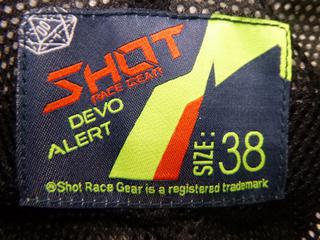 SHOT
RACE GEAR
DEVO
ALERT
SIZE: 38
®Shot Race Gear is a registered trademark